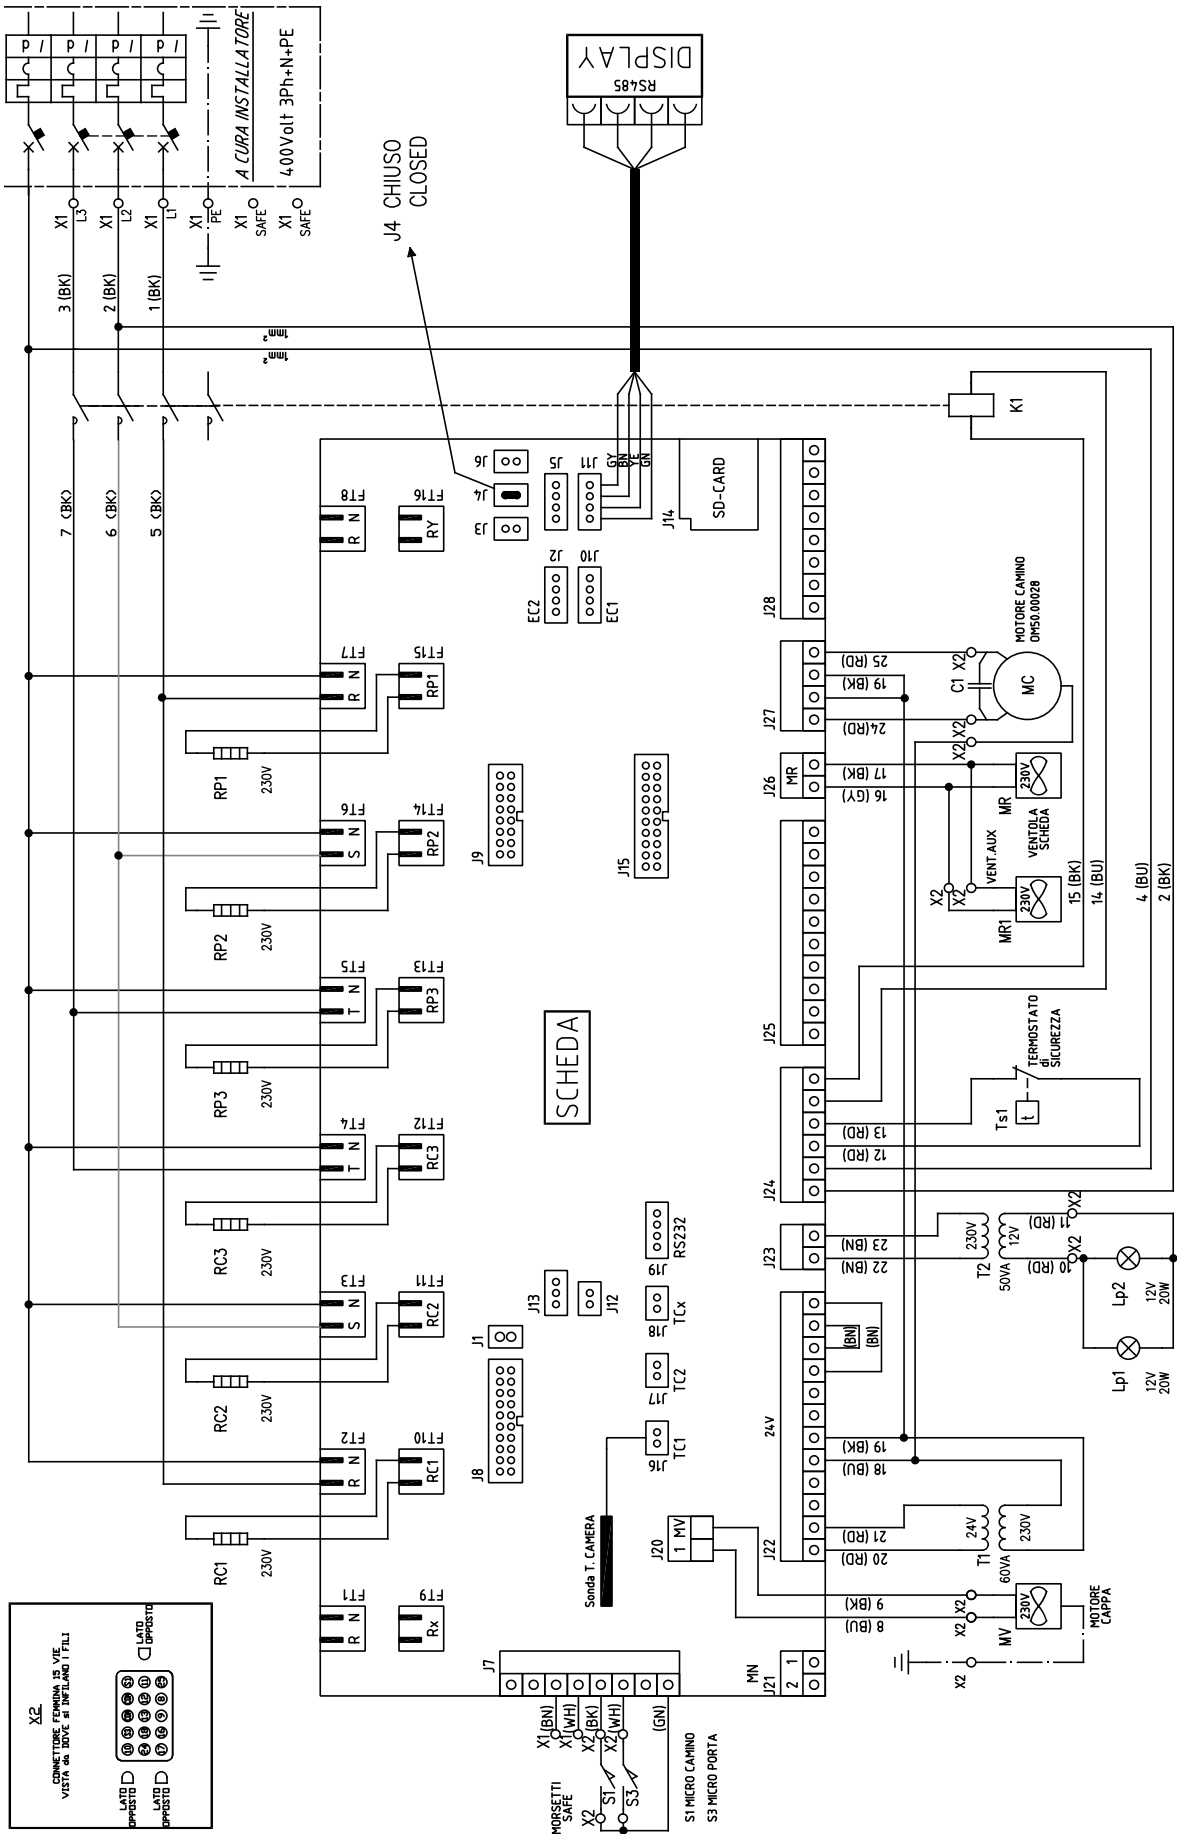 A CURA INSTALLATORE
400Volt 3Ph+N+PE
X1 L3
X1 L2
X1 L1
X1 PE
X1 SAFE
X1 SAFE
3 (BK)
2 (BK)
1 (BK)
1mm²
1mm²
DISPLAY
RS485
J4 CHIUSO
CLOSED
K1
7 (BK)
6 (BK)
5 (BK)
FT8
R N
FT16
RY
J6
J4
J3
J5
J11
GY
BN
YE
GN
J14
SD-CARD
J2
EC2
J10
EC1
J28
FT7
R N
FT15
RP1
RP1
230V
FT6
S N
FT14
RP2
RP2
230V
FT5
T N
FT13
RP3
RP3
230V
FT4
T N
FT12
RC3
RC3
230V
FT3
S N
FT11
RC2
RC2
230V
FT2
R N
FT10
RC1
RC1
230V
FT1
R N
FT9
Rx
J9
J15
SCHEDA
J27
25 (RD)
19 (BK)
24(RD)
X2
X2
X2
C1
MC
MOTORE CAMINO
OM50.00028
J26
MR
17 (BK)
16 (GY)
230V
MR
VENTOLA
SCHEDA
VENT.AUX
X2
X2
230V
MR1
15 (BK)
14 (BU)
4 (BU)
2 (BK)
J25
J24
13 (RD)
12 (RD)
Ts1
t
TERMOSTATO
di
SICUREZZA
J23
23 (BN)
22 (BN)
230V
12V
T2
50VA
11 (RD)
10 (RD)
X2
X2
Lp2
12V
20W
Lp1
12V
20W
J13
J12
J19
RS232
J18
TCx
J17
TC2
J16
TC1
J1
J8
Sonda T. CAMERA
24V
(BN)
(BN)
J22
19 (BK)
18 (BU)
21 (RD)
20 (RD)
24V
230V
T1
60VA
J20
1 MV
9 (BK)
8 (BU)
X2
X2
X2
MV
230V
MOTORE
CAPPA
J7
MN
J21
2 1
X1 (BN)
X1 (WH)
X2 (BK)
X2 (WH)
(GN)
MORSETTI
SAFE
S1
S3
X2
S1 MICRO CAMINO
S3 MICRO PORTA
X2
CONNETTORE FEMMINA 15 VIE
VISTA da DOVE si INFILANO I FILI
LATO
OPPOSTO
LATO
OPPOSTO
LATO
OPPOSTO